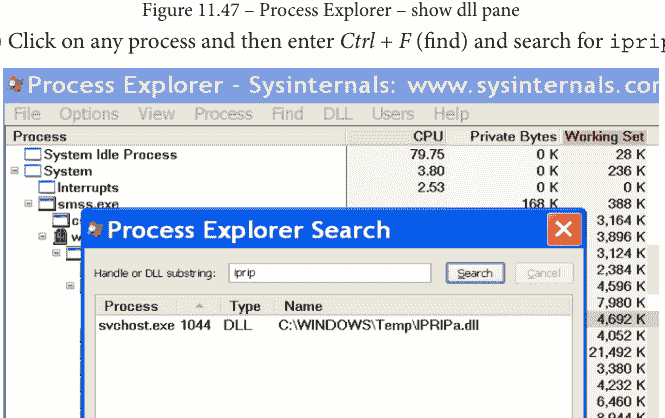 Figure 11.47 – Process Explorer – show dll pane
Click on any process and then enter Ctrl + F (find) and search for iprip
Process Explorer - Sysinternals: www.sysinternals.com
File Options View Process Find DLL Users Help
Process CPU Private Bytes Working Set
System Idle Process 79.75 0 K 28 K
System 3.80 0 K 236 K
Interrupts 2.53 0 K 0 K
smss.exe 168 K 388 K
3,164 K
3,896 K
3,124 K
2,384 K
4,596 K
7,980 K
4,692 K
4,052 K
21,492 K
3,380 K
4,232 K
6,460 K
Process Explorer Search
Handle or DLL substring: iprip Search Cancel
Process Type Name
svchost.exe 1044 DLL C:\WINDOWS\Temp\IPRIPa.dll